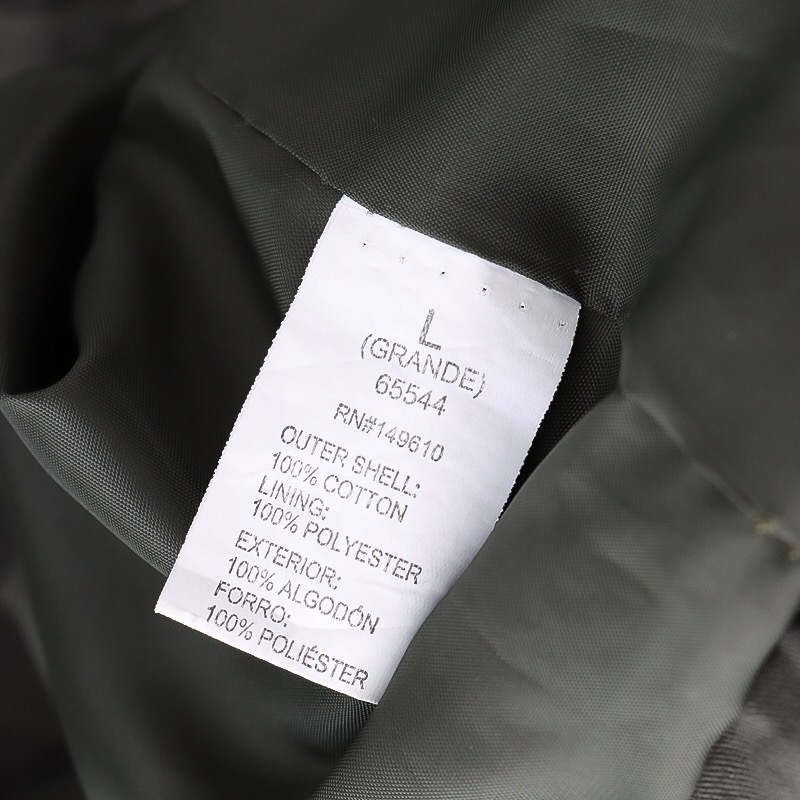 L
(GRANDE)
65544
RN#149610
OUTER SHELL:
100% COTTON
LINING:
100% POLYESTER
EXTERIOR:
100% ALGODÓN
FORRO:
100% POLIÉSTER